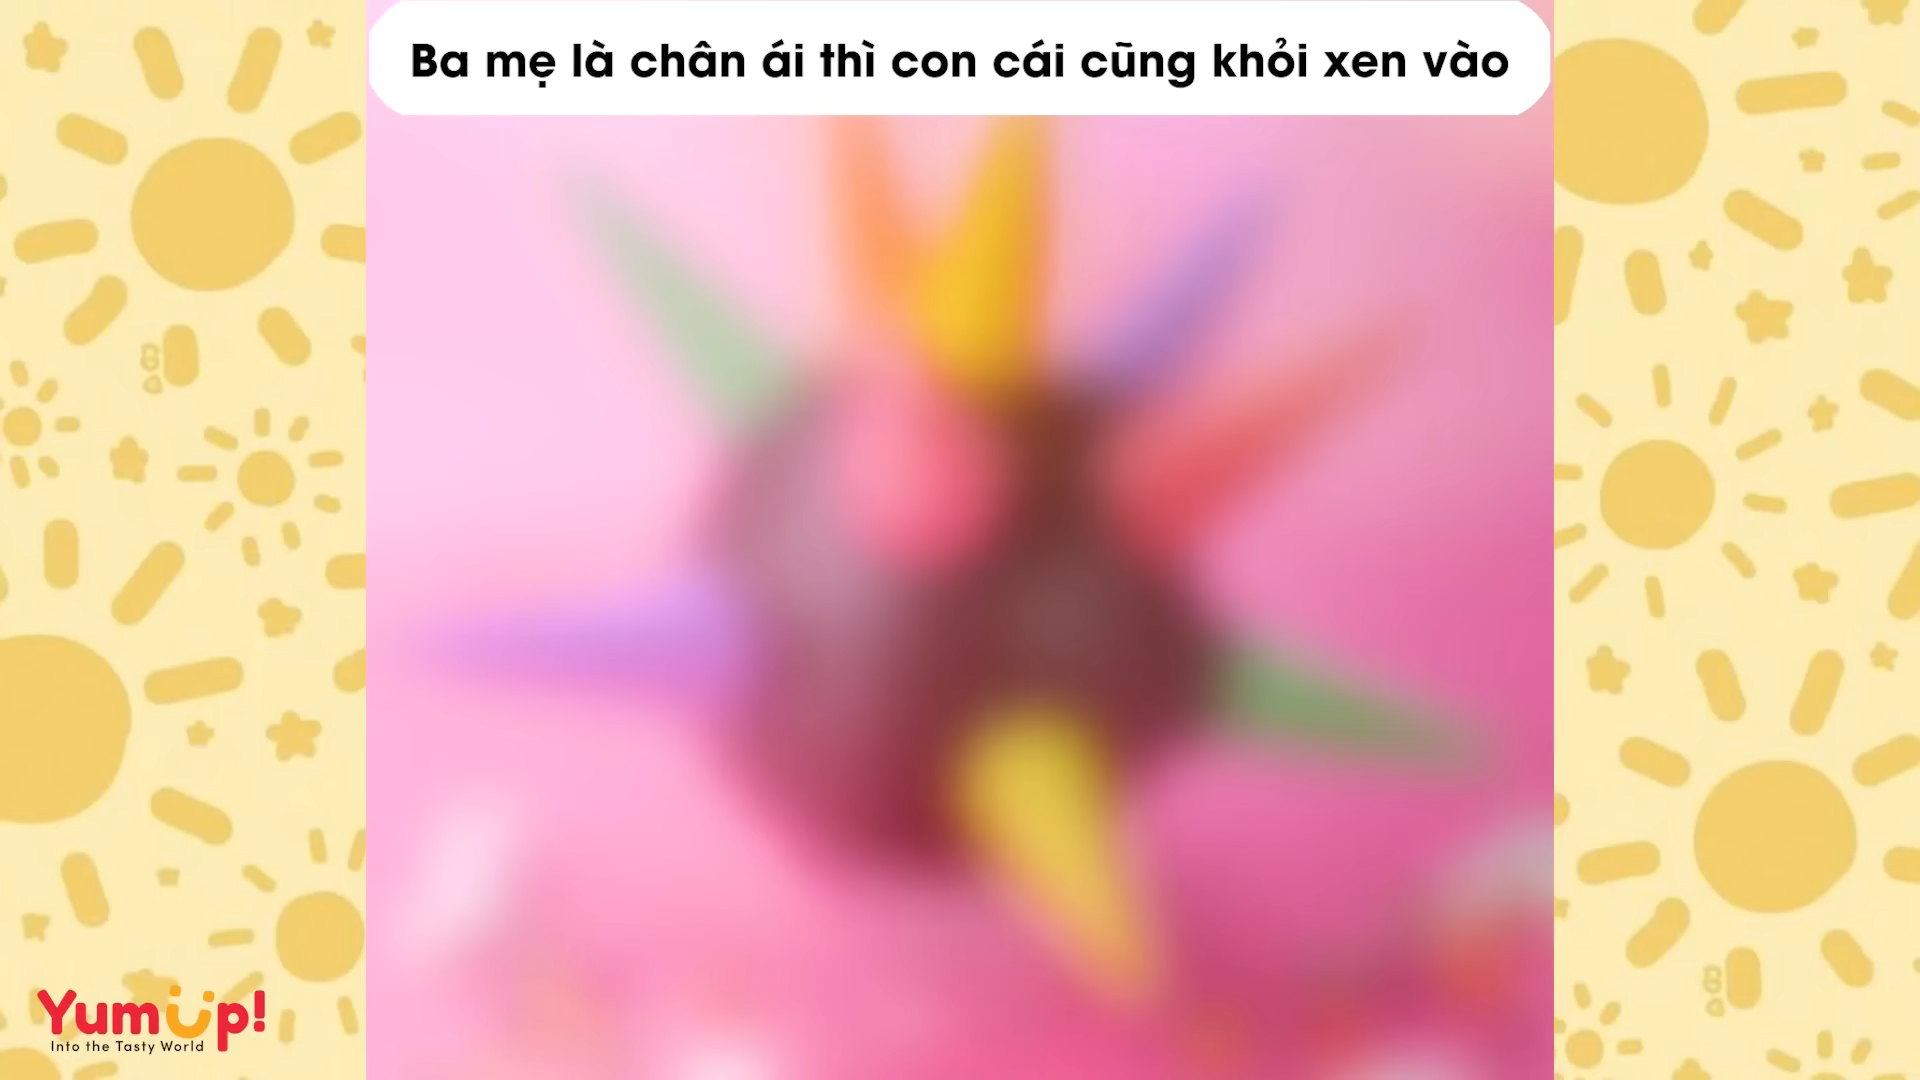 Ba mẹ là chân ái thì con cái cũng khỏi xen vào
YumUp!
Into the Tasty World